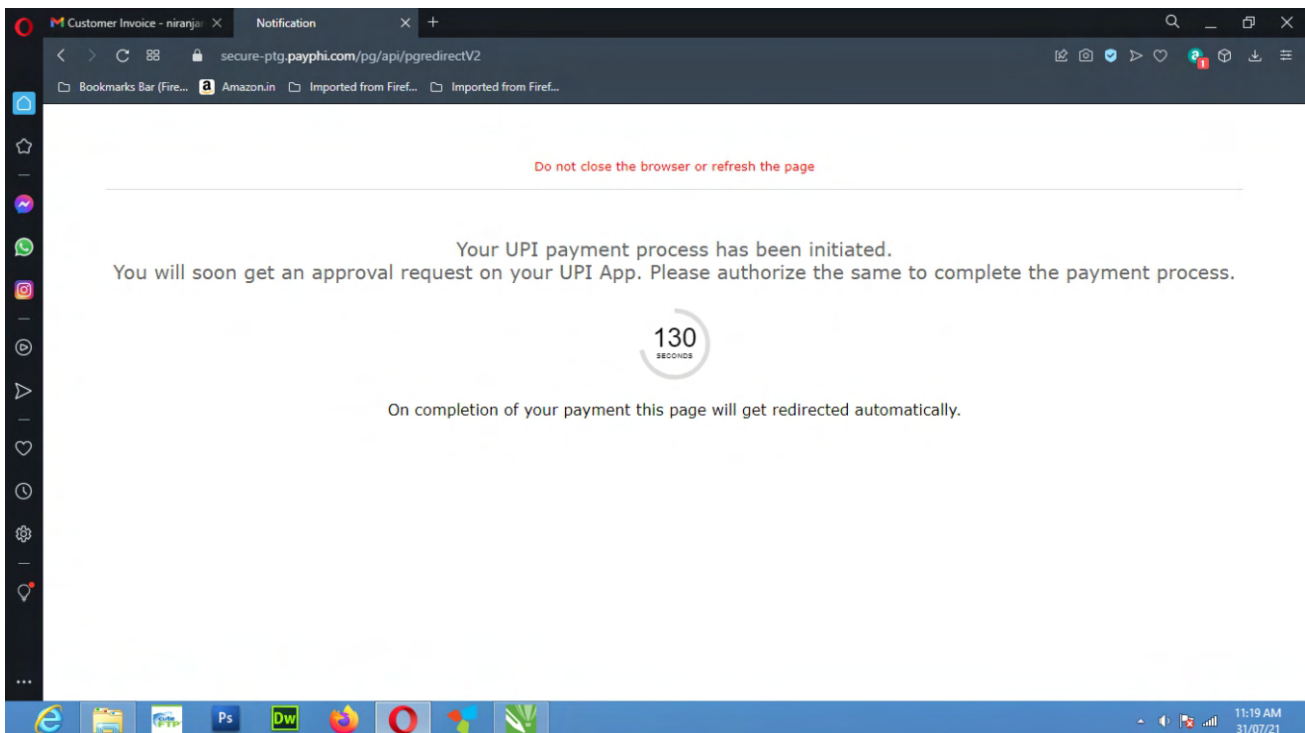 Customer Invoice - niranja
Notification
secure-ptg.payphi.com/pg/api/pgredirectV2
Bookmarks Bar (Fire... a Amazon.in Imported from Firef... Imported from Firef...
Do not close the browser or refresh the page
Your UPI payment process has been initiated.
You will soon get an approval request on your UPI App. Please authorize the same to complete the payment process.
130
SECONDS
On completion of your payment this page will get redirected automatically.
Ps
Dw
11:19 AM
31/07/21